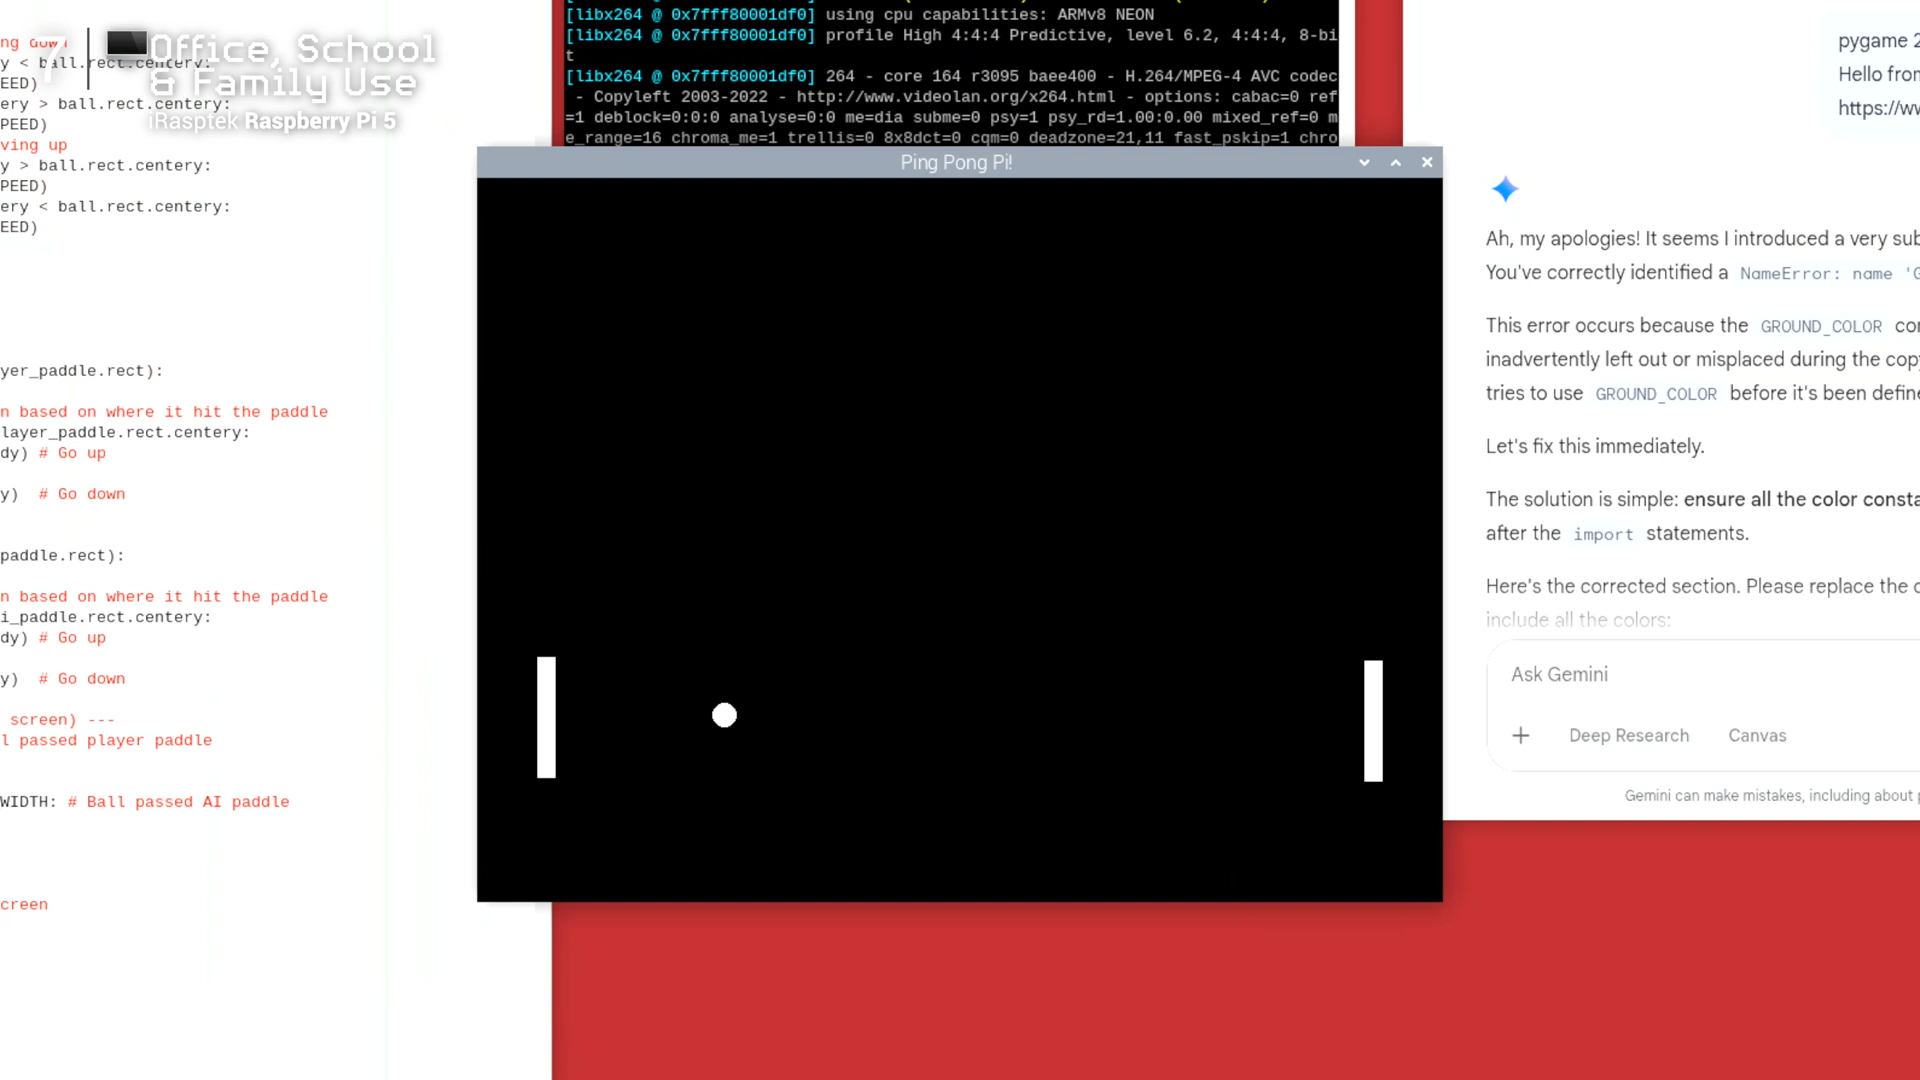 7
Office, School
& Family Use
iRasptek Raspberry Pi 5
ng down
y < ball.rect.centery:
EED)
ery > ball.rect.centery:
PEED)
ving up
y > ball.rect.centery:
PEED)
ery < ball.rect.centery:
EED)
yer_paddle.rect):
n based on where it hit the paddle
layer_paddle.rect.centery:
dy) # Go up
y)  # Go down
paddle.rect):
n based on where it hit the paddle
i_paddle.rect.centery:
dy) # Go up
y)  # Go down
screen) ---
l passed player paddle
WIDTH: # Ball passed AI paddle
creen
[libx264 @ 0x7fff80001df0] using cpu capabilities: ARMv8 NEON
[libx264 @ 0x7fff80001df0] profile High 4:4:4 Predictive, level 6.2, 4:4:4, 8-bi
t
[libx264 @ 0x7fff80001df0] 264 - core 164 r3095 baee400 - H.264/MPEG-4 AVC codec
- Copyleft 2003-2022 - http://www.videolan.org/x264.html - options: cabac=0 ref
=1 deblock=0:0:0 analyse=0:0 me=dia subme=0 psy=1 psy_rd=1.00:0.00 mixed_ref=0 m
e_range=16 chroma_me=1 trellis=0 8x8dct=0 cqm=0 deadzone=21,11 fast_pskip=1 chro
Ping Pong Pi!
pygame 2
Hello from
https://ww
Ah, my apologies! It seems I introduced a very sub
You've correctly identified a NameError: name 'G
This error occurs because the GROUND_COLOR con
inadvertently left out or misplaced during the copy
tries to use GROUND_COLOR before it's been define
Let's fix this immediately.
The solution is simple: ensure all the color consta
after the import statements.
Here's the corrected section. Please replace the c
include all the colors:
Ask Gemini
+ Deep Research Canvas
Gemini can make mistakes, including about p